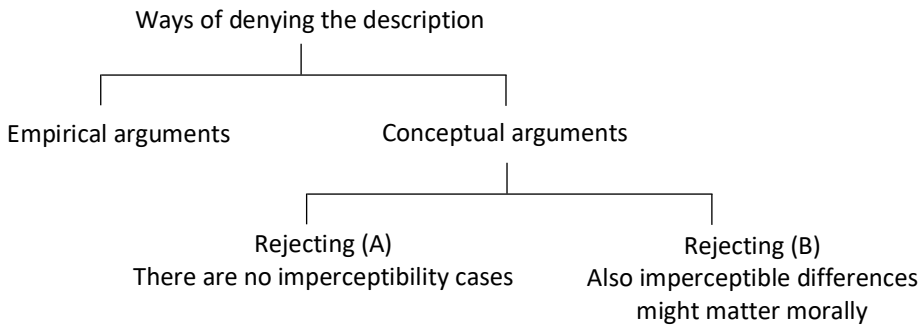 Ways of denying the description
Empirical arguments
Conceptual arguments
Rejecting (A)
There are no imperceptibility cases
Rejecting (B)
Also imperceptible differences
might matter morally